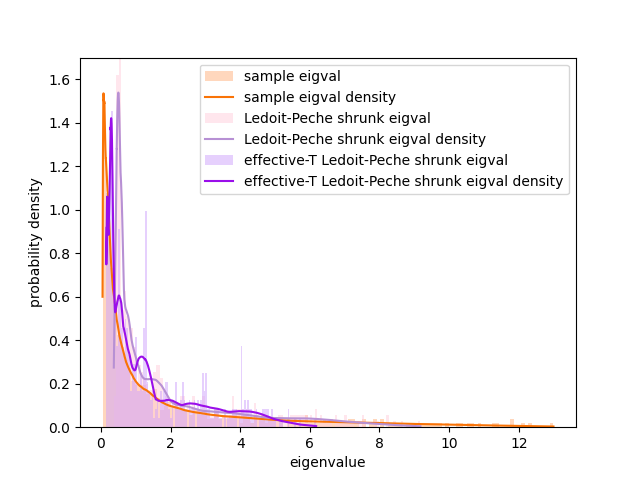 1.6
1.4
1.2
1.0
0.8
0.6
0.4
0.2
0.0
probability density
sample eigval
sample eigval density
Ledoit-Peche shrunk eigval
Ledoit-Peche shrunk eigval density
effective-T Ledoit-Peche shrunk eigval
effective-T Ledoit-Peche shrunk eigval density
0 2 4 6 8 10 12
eigenvalue